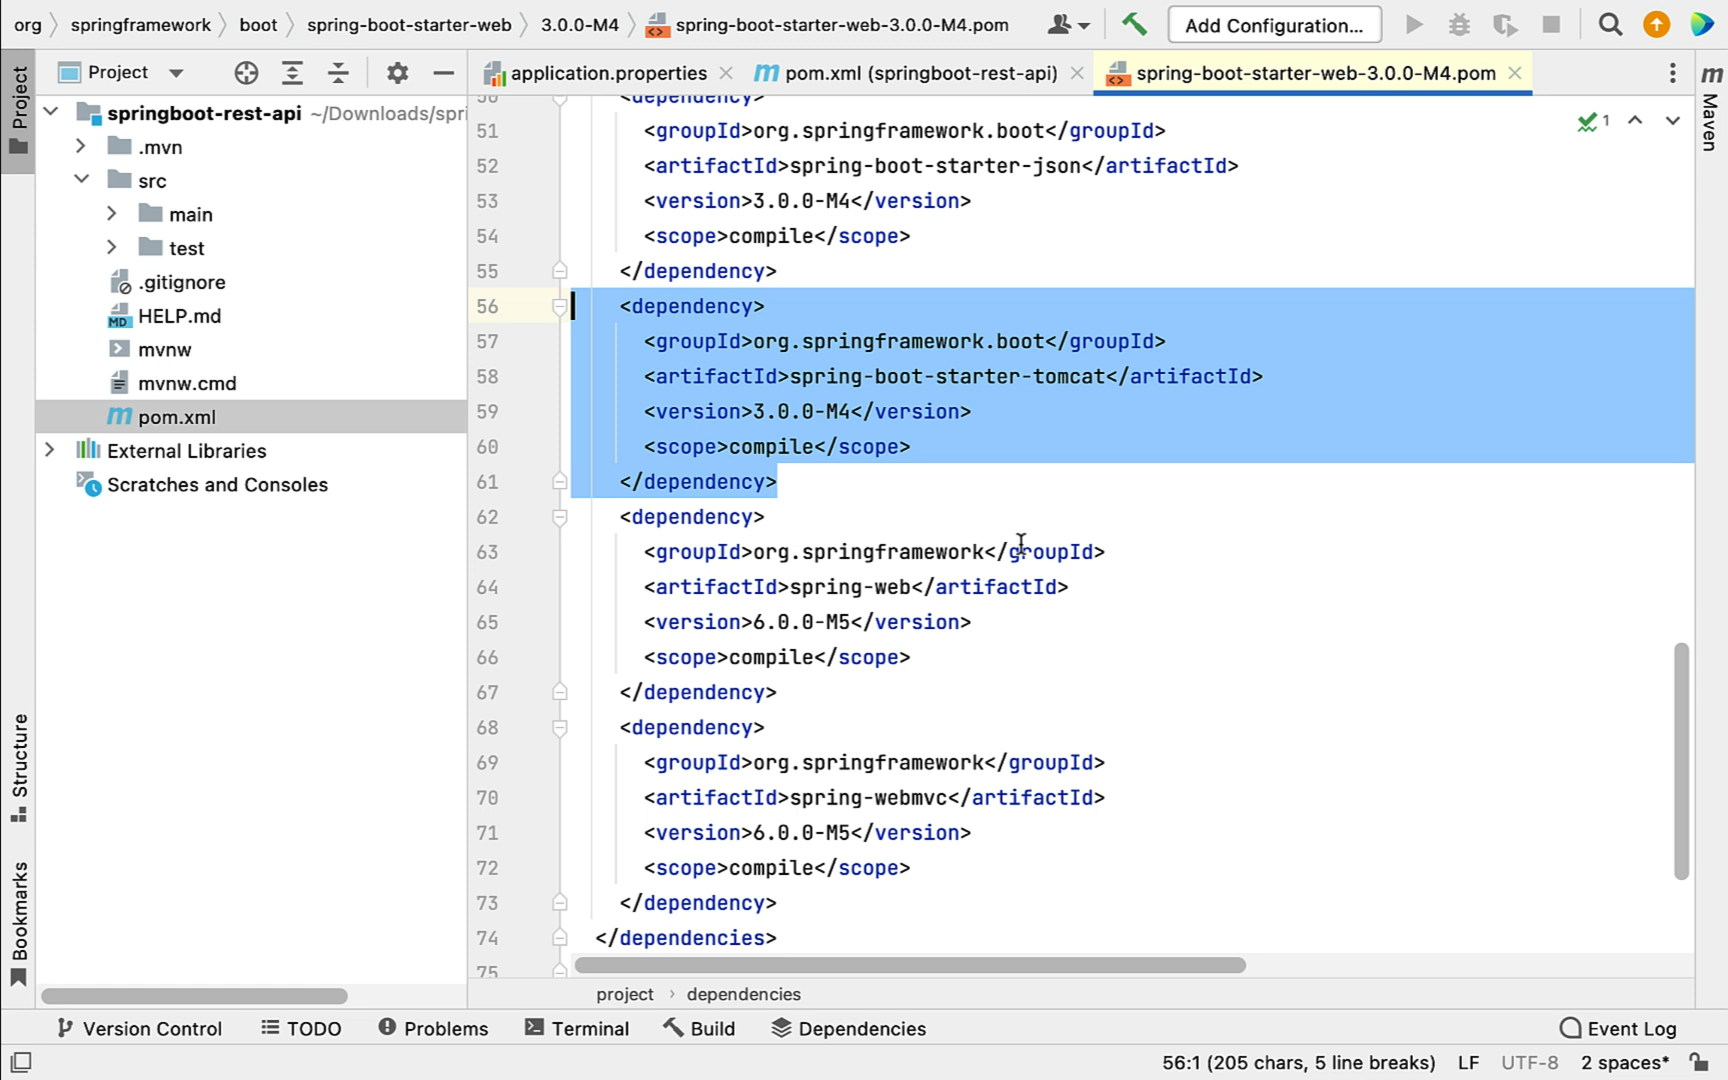 org springframework boot spring-boot-starter-web 3.0.0-M4 spring-boot-starter-web-3.0.0-M4.pom Add Configuration...
Project
Project
application.properties
pom.xml (springboot-rest-api)
spring-boot-starter-web-3.0.0-M4.pom
m Maven
springboot-rest-api ~/Downloads/spri
.mvn
src
main
test
.gitignore
HELP.md
mvnw
mvnw.cmd
pom.xml
External Libraries
Scratches and Consoles
Structure
Bookmarks
50 <dependency>
51 <groupId>org.springframework.boot</groupId>
52 <artifactId>spring-boot-starter-json</artifactId>
53 <version>3.0.0-M4</version>
54 <scope>compile</scope>
55 </dependency>
56 <dependency>
57 <groupId>org.springframework.boot</groupId>
58 <artifactId>spring-boot-starter-tomcat</artifactId>
59 <version>3.0.0-M4</version>
60 <scope>compile</scope>
61 </dependency>
62 <dependency>
63 <groupId>org.springframework</groupId>
64 <artifactId>spring-web</artifactId>
65 <version>6.0.0-M5</version>
66 <scope>compile</scope>
67 </dependency>
68 <dependency>
69 <groupId>org.springframework</groupId>
70 <artifactId>spring-webmvc</artifactId>
71 <version>6.0.0-M5</version>
72 <scope>compile</scope>
73 </dependency>
74 </dependencies>
75
1
project › dependencies
Version Control TODO Problems Terminal Build Dependencies Event Log
56:1 (205 chars, 5 line breaks) LF UTF-8 2 spaces*